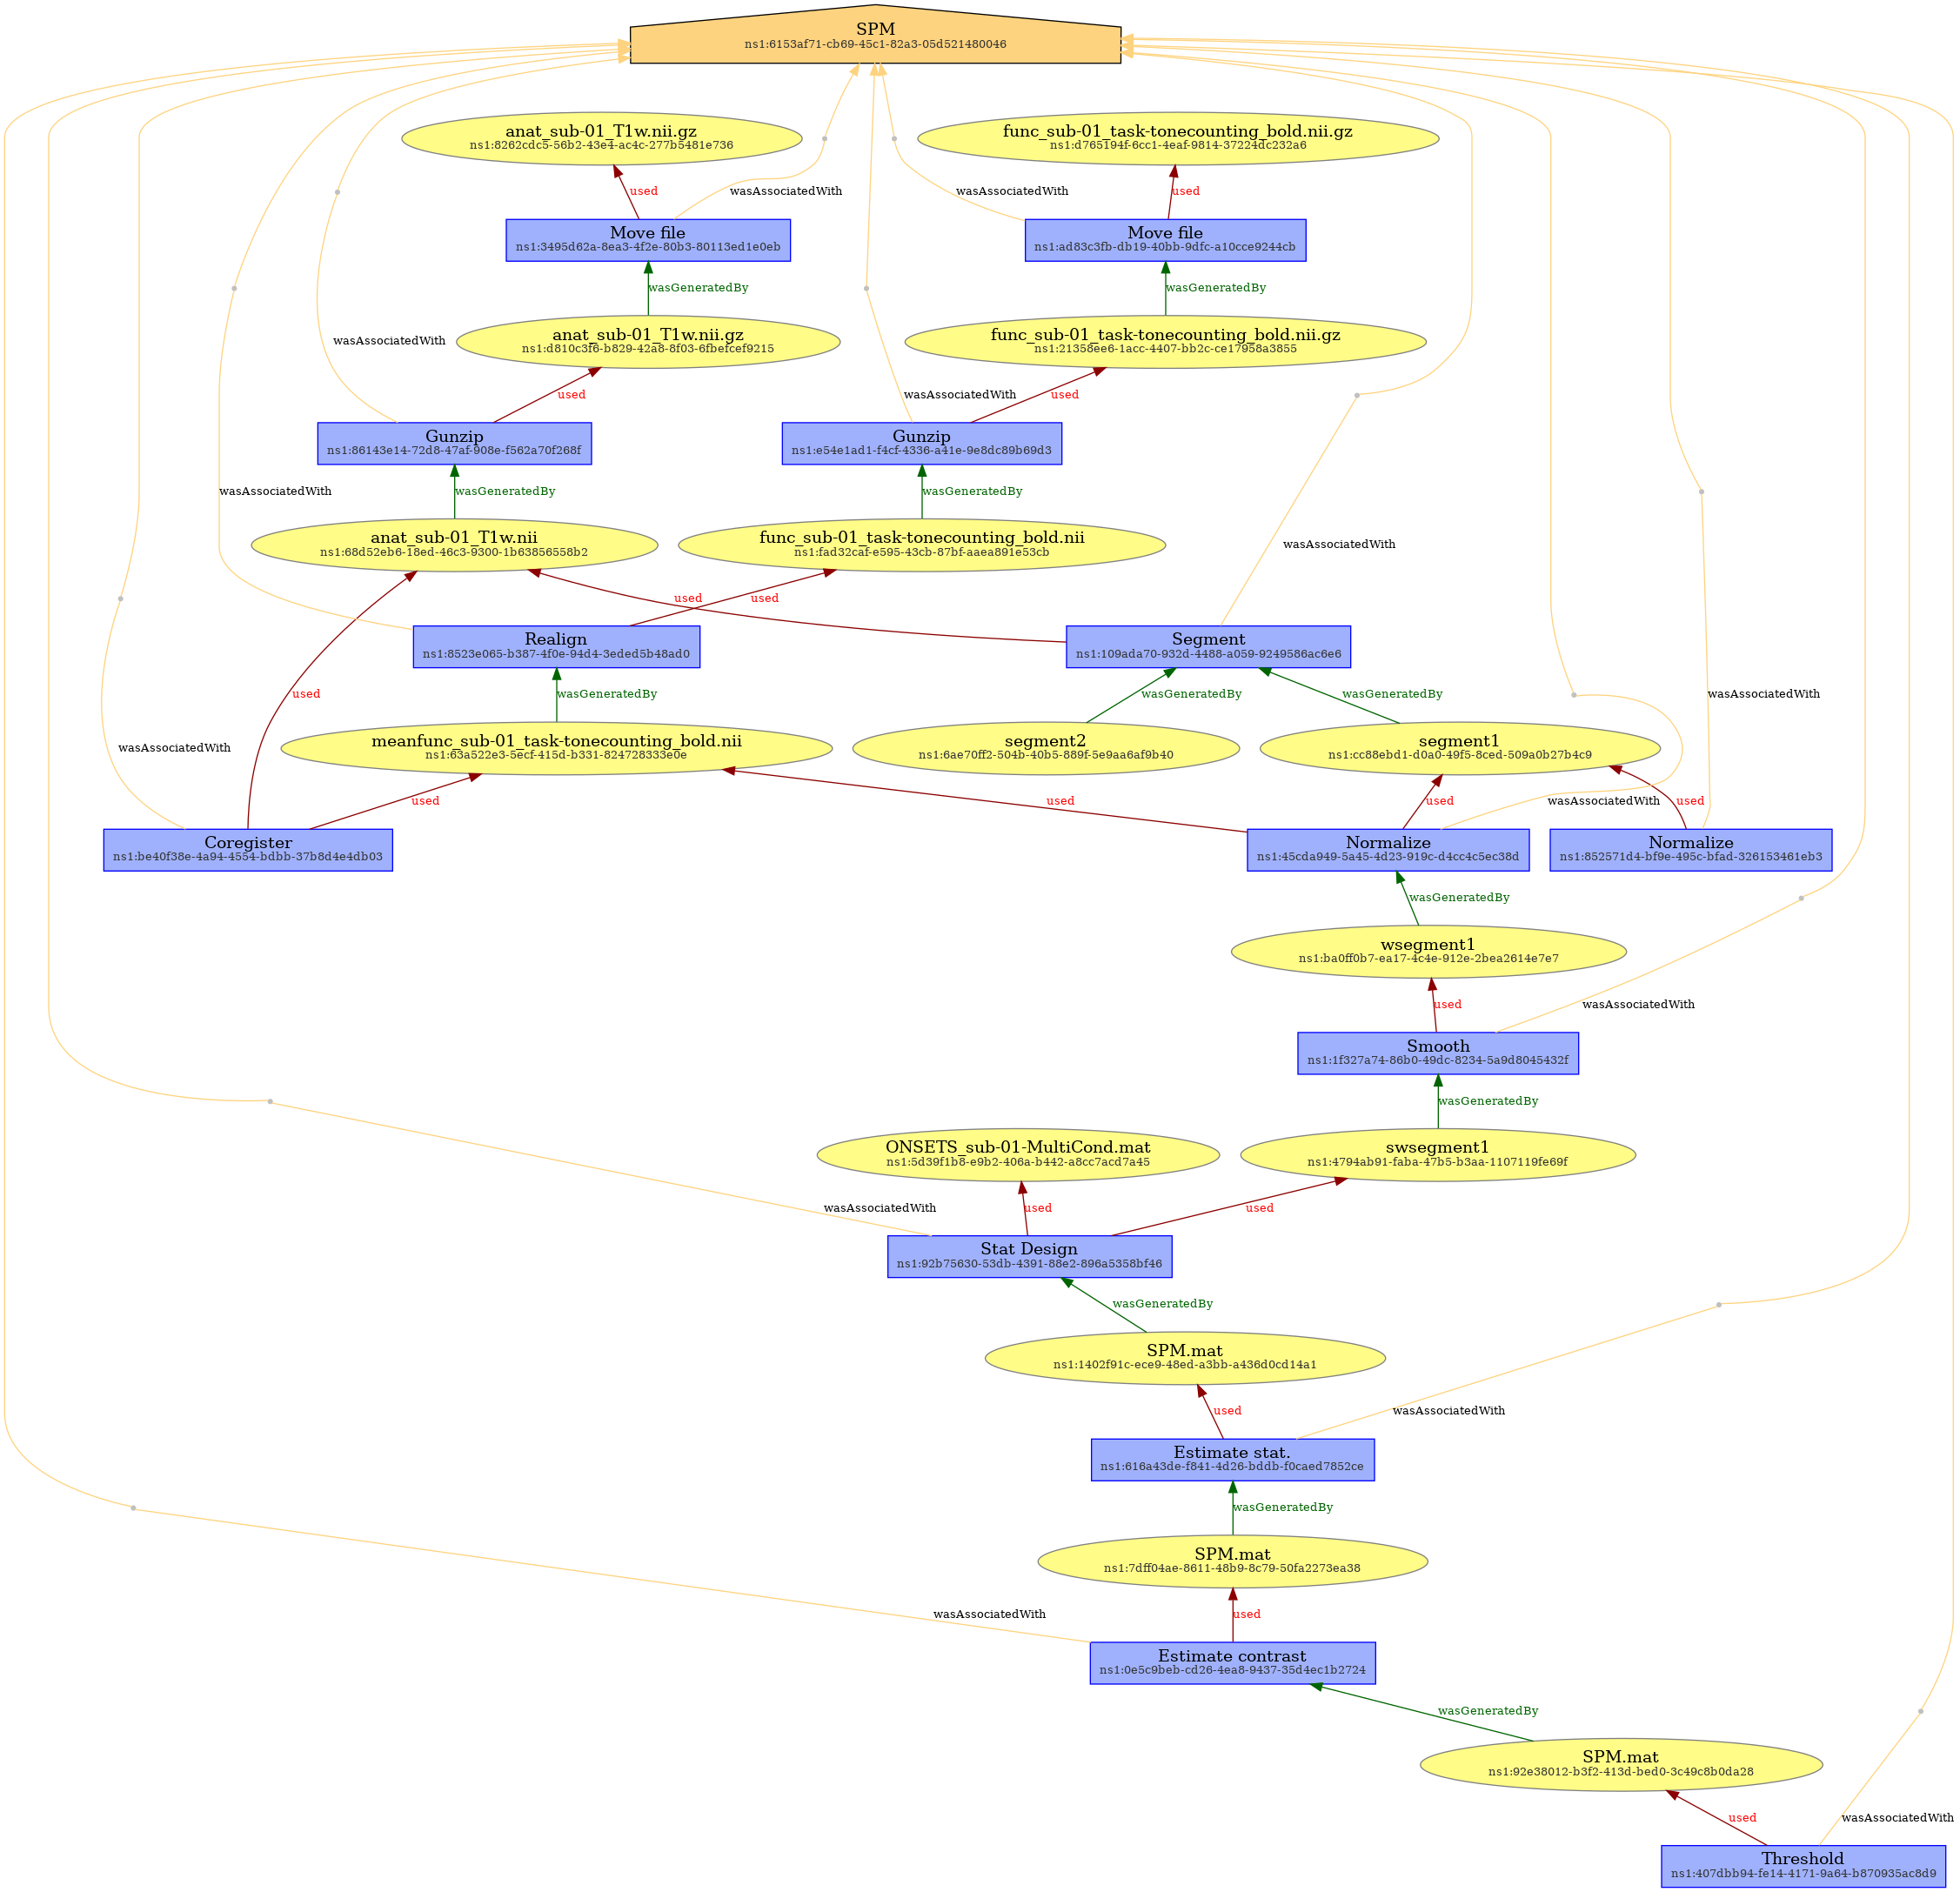 SPM
ns1:6153af71-cb69-45c1-82a3-05d521480046
anat_sub-01_T1w.nii.gz
ns1:8262cdc5-56b2-43e4-ac4c-277b5481e736
func_sub-01_task-tonecounting_bold.nii.gz
ns1:d765194f-6cc1-4eaf-9814-37224dc232a6
used
wasAssociatedWith
wasAssociatedWith
used
Move file
ns1:3495d62a-8ea3-4f2e-80b3-80113ed1e0eb
Move file
ns1:ad83c3fb-db19-40bb-9dfc-a10cce9244cb
wasGeneratedBy
wasGeneratedBy
anat_sub-01_T1w.nii.gz
ns1:d810c3f6-b829-42a8-8f03-6fbefcef9215
func_sub-01_task-tonecounting_bold.nii.gz
ns1:21358ee6-1acc-4407-bb2c-ce17958a3855
wasAssociatedWith
used
wasAssociatedWith
used
Gunzip
ns1:86143e14-72d8-47af-908e-f562a70f268f
Gunzip
ns1:e54e1ad1-f4cf-4336-a41e-9e8dc89b69d3
wasAssociatedWith
wasGeneratedBy
wasGeneratedBy
anat_sub-01_T1w.nii
ns1:68d52eb6-18ed-46c3-9300-1b63856558b2
func_sub-01_task-tonecounting_bold.nii
ns1:fad32caf-e595-43cb-87bf-aaea891e53cb
wasAssociatedWith
used
used
Realign
ns1:8523e065-b387-4f0e-94d4-3eded5b48ad0
Segment
ns1:109ada70-932d-4488-a059-9249586ac6e6
used
wasGeneratedBy
wasGeneratedBy
wasGeneratedBy
wasAssociatedWith
meanfunc_sub-01_task-tonecounting_bold.nii
ns1:63a522e3-5ecf-415d-b331-824728333e0e
segment2
ns1:6ae70ff2-504b-40b5-889f-5e9aa6af9b40
segment1
ns1:cc88ebd1-d0a0-49f5-8ced-509a0b27b4c9
wasAssociatedWith
used
used
used
wasAssociatedWith
used
Coregister
ns1:be40f38e-4a94-4554-bdbb-37b8d4e4db03
Normalize
ns1:45cda949-5a45-4d23-919c-d4cc4c5ec38d
Normalize
ns1:852571d4-bf9e-495c-bfad-326153461eb3
wasGeneratedBy
wsegment1
ns1:ba0ff0b7-ea17-4c4e-912e-2bea2614e7e7
used
wasAssociatedWith
Smooth
ns1:1f327a74-86b0-49dc-8234-5a9d8045432f
wasGeneratedBy
ONSETS_sub-01-MultiCond.mat
ns1:5d39f1b8-e9b2-406a-b442-a8cc7acd7a45
swsegment1
ns1:4794ab91-faba-47b5-b3aa-1107119fe69f
wasAssociatedWith
used
used
Stat Design
ns1:92b75630-53db-4391-88e2-896a5358bf46
wasGeneratedBy
SPM.mat
ns1:1402f91c-ece9-48ed-a3bb-a436d0cd14a1
used
wasAssociatedWith
Estimate stat.
ns1:616a43de-f841-4d26-bddb-f0caed7852ce
wasGeneratedBy
SPM.mat
ns1:7dff04ae-8611-48b9-8c79-50fa2273ea38
wasAssociatedWith
used
Estimate contrast
ns1:0e5c9beb-cd26-4ea8-9437-35d4ec1b2724
wasGeneratedBy
SPM.mat
ns1:92e38012-b3f2-413d-bed0-3c49c8b0da28
used
wasAssociatedWith
Threshold
ns1:407dbb94-fe14-4171-9a64-b870935ac8d9